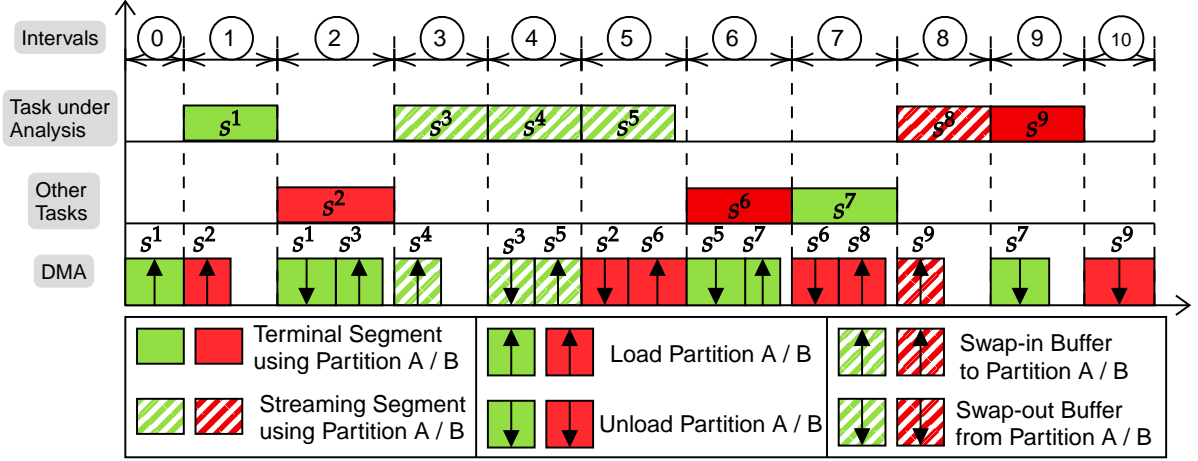 Intervals 0 1 2 3 4 5 6 7 8 9 10
Task under
Analysis
s¹ s³ s⁴ s⁵ s⁸ s⁹
Other
Tasks
s² s⁶ s⁷
s¹ s² s¹ s³ s⁴ s³ s⁵ s² s⁶ s⁵ s⁷ s⁶ s⁸ s⁹ s⁷ s⁹
DMA
Terminal Segment
using Partition A / B
Load Partition A / B
Swap-in Buffer
to Partition A / B
Streaming Segment
using Partition A / B
Unload Partition A / B
Swap-out Buffer
from Partition A / B